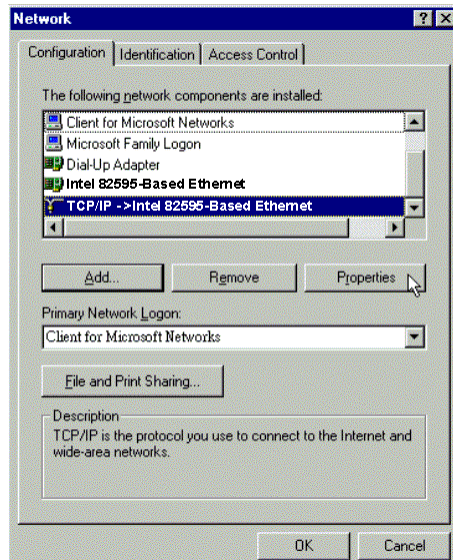 Network
Configuration Identification Access Control
The following network components are installed:
Client for Microsoft Networks
Microsoft Family Logon
Dial-Up Adapter
Intel 82595-Based Ethernet
TCP/IP ->Intel 82595-Based Ethernet
Add... Remove Properties
Primary Network Logon:
Client for Microsoft Networks
File and Print Sharing...
Description
TCP/IP is the protocol you use to connect to the Internet and
wide-area networks.
OK Cancel